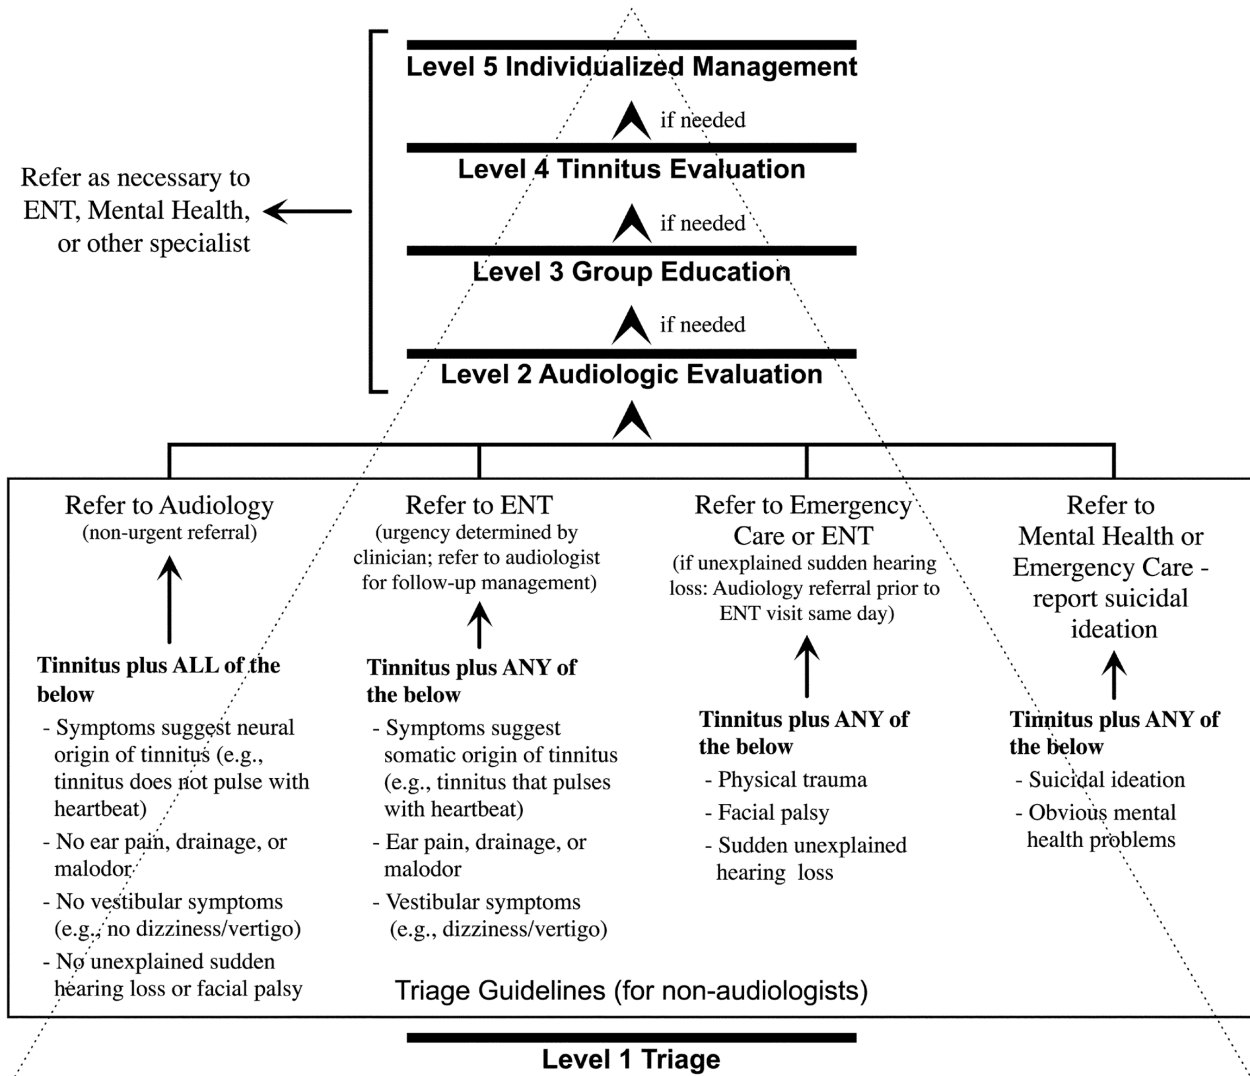 Level 5 Individualized Management
if needed
Level 4 Tinnitus Evaluation
if needed
Level 3 Group Education
if needed
Level 2 Audiologic Evaluation
Refer as necessary to
ENT, Mental Health,
or other specialist
Refer to Audiology
(non-urgent referral)
Tinnitus plus ALL of the
below
- Symptoms suggest neural
origin of tinnitus (e.g.,
tinnitus does not pulse with
heartbeat)
- No ear pain, drainage, or
malodor
- No vestibular symptoms
(e.g., no dizziness/vertigo)
- No unexplained sudden
hearing loss or facial palsy
Refer to ENT
(urgency determined by
clinician; refer to audiologist
for follow-up management)
Tinnitus plus ANY of
the below
- Symptoms suggest
somatic origin of tinnitus
(e.g., tinnitus that pulses
with heartbeat)
- Ear pain, drainage, or
malodor
- Vestibular symptoms
(e.g., dizziness/vertigo)
Refer to Emergency
Care or ENT
(if unexplained sudden hearing
loss: Audiology referral prior to
ENT visit same day)
Tinnitus plus ANY of
the below
- Physical trauma
- Facial palsy
- Sudden unexplained
hearing loss
Refer to
Mental Health or
Emergency Care -
report suicidal
ideation
Tinnitus plus ANY of
the below
- Suicidal ideation
- Obvious mental
health problems
Triage Guidelines (for non-audiologists)
Level 1 Triage